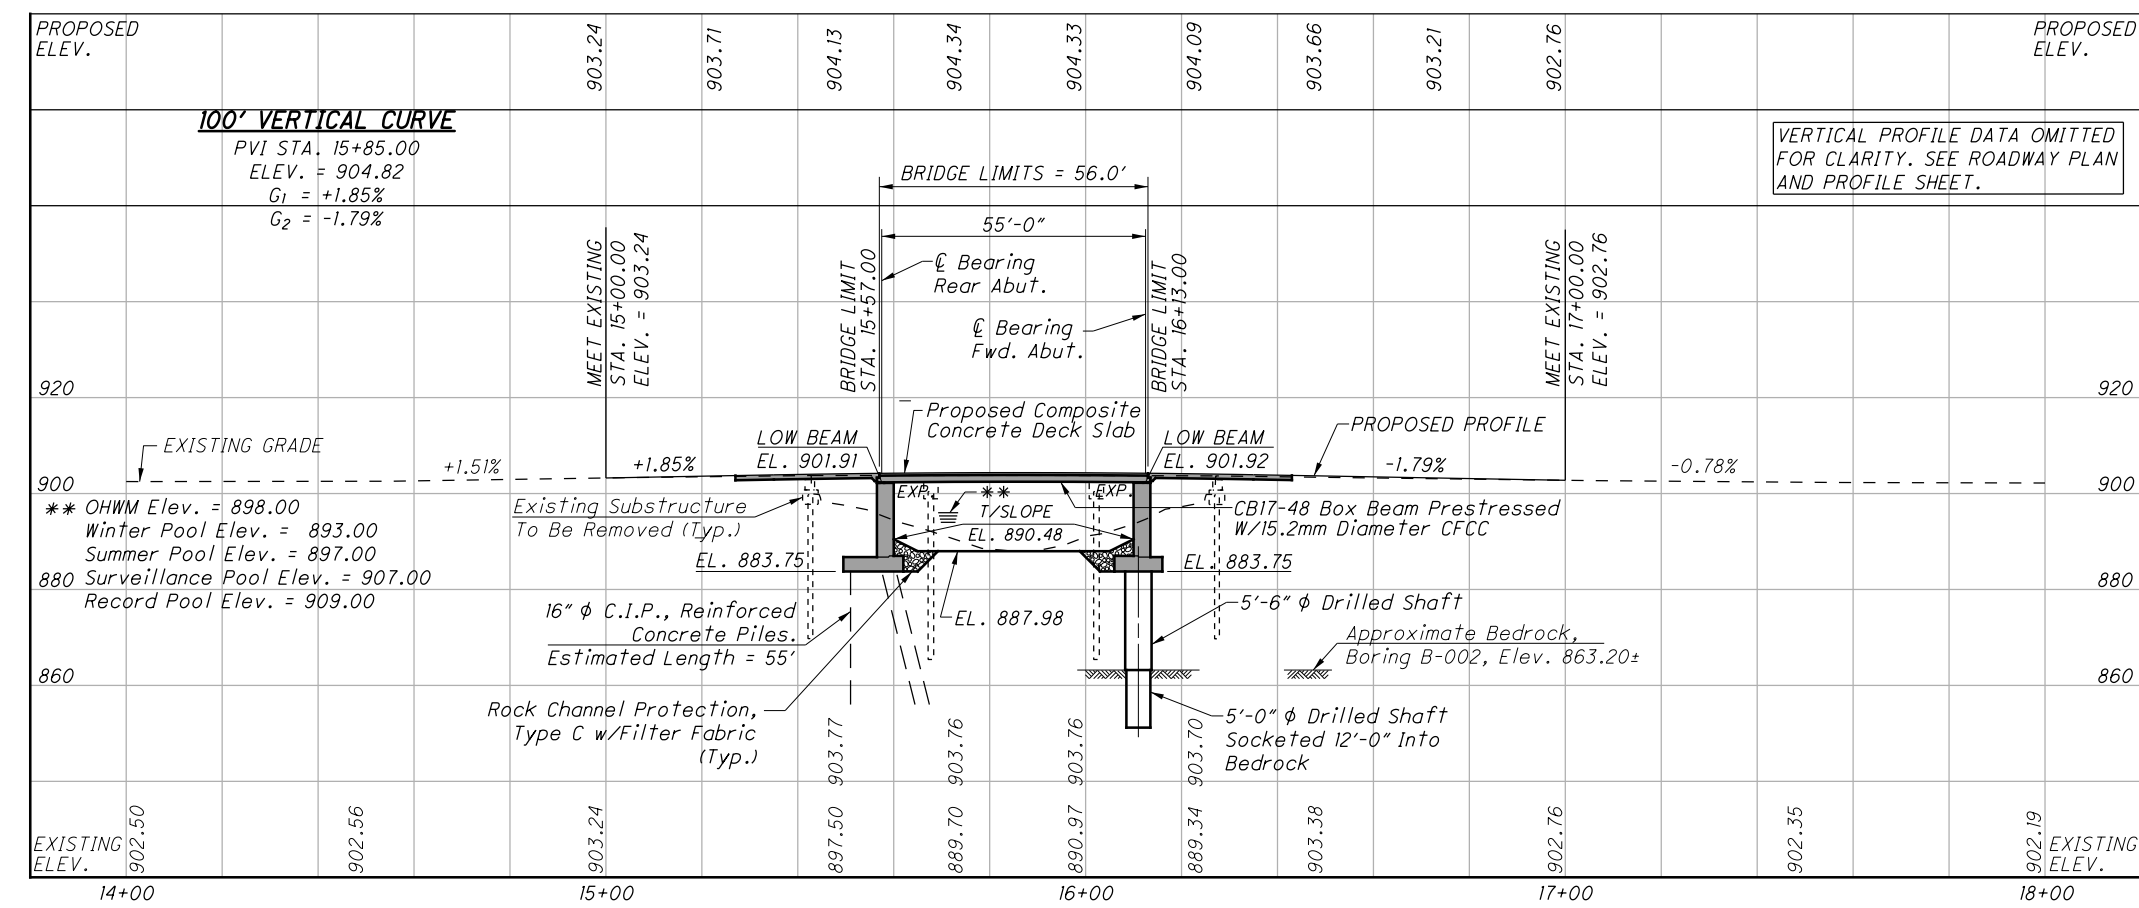 PROPOSED
ELEV.
903.24
903.71
904.13
904.34
904.33
904.09
903.66
903.21
902.76
PROPOSED
ELEV.
100' VERTICAL CURVE
PVI STA. 15+85.00
ELEV. = 904.82
G1 = +1.85%
G2 = -1.79%
VERTICAL PROFILE DATA OMITTED
FOR CLARITY. SEE ROADWAY PLAN
AND PROFILE SHEET.
BRIDGE LIMITS = 56.0'
55'-0"
MEET EXISTING
STA. 15+00.00
ELEV. = 903.24
BRIDGE LIMIT
STA. 15+57.00
℄ Bearing
Rear Abut.
℄ Bearing
Fwd. Abut.
BRIDGE LIMIT
STA. 16+13.00
MEET EXISTING
STA. 17+00.00
ELEV. = 902.76
920
920
Proposed Composite
Concrete Deck Slab
EXISTING GRADE
+1.51%
+1.85%
LOW BEAM
EL. 901.91
LOW BEAM
EL. 901.92
PROPOSED PROFILE
-1.79%
-0.78%
900
900
** OHWM Elev. = 898.00
Winter Pool Elev. = 893.00
Summer Pool Elev. = 897.00
Surveillance Pool Elev. = 907.00
Record Pool Elev. = 909.00
Existing Substructure
To Be Removed (Typ.)
EXP.
**
EXP.
T/SLOPE
EL. 890.48
CB17-48 Box Beam Prestressed
W/15.2mm Diameter CFCC
EL. 883.75
EL. 883.75
880
880
16" ϕ C.I.P., Reinforced
Concrete Piles.
Estimated Length = 55'
EL. 887.98
5'-6" ϕ Drilled Shaft
Approximate Bedrock,
Boring B-002, Elev. 863.20±
860
860
Rock Channel Protection,
Type C w/Filter Fabric
(Typ.)
5'-0" ϕ Drilled Shaft
Socketed 12'-0" Into
Bedrock
903.77
903.76
903.76
903.70
EXISTING
ELEV.
902.50
902.56
903.24
897.50
889.70
890.97
889.34
903.38
902.76
902.35
902.19
EXISTING
ELEV.
14+00
15+00
16+00
17+00
18+00